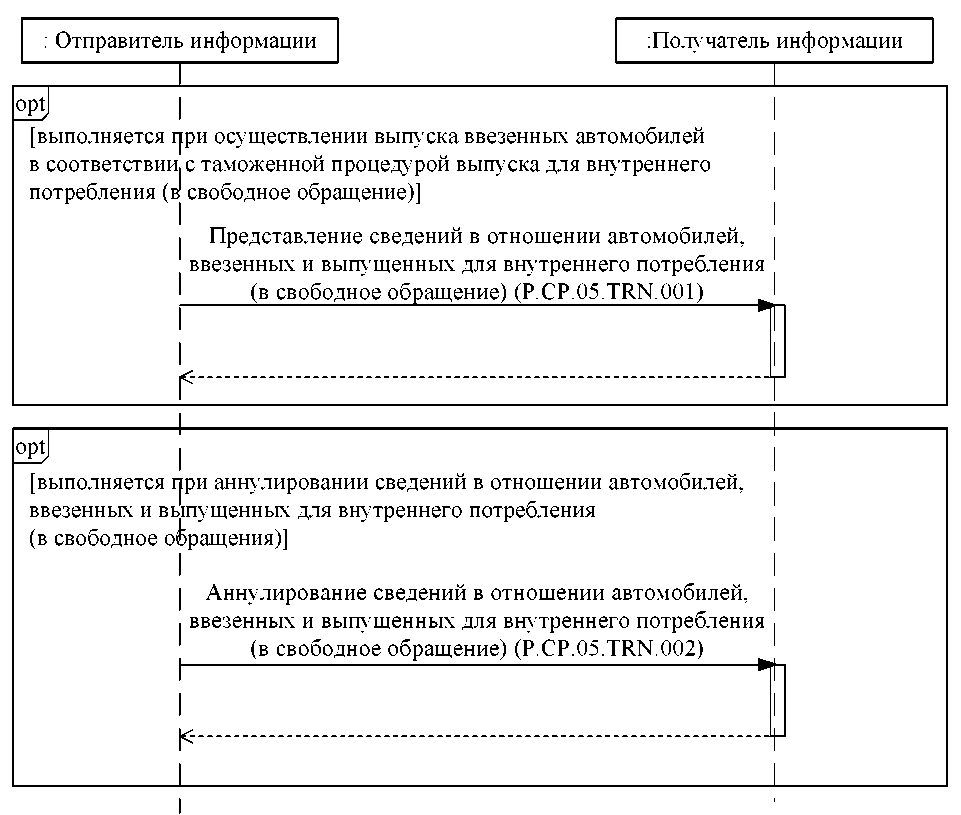 : Отправитель информации
:Получатель информации
opt
[выполняется при осуществлении выпуска ввезенных автомобилей
в соответствии с таможенной процедурой выпуска для внутреннего
потребления (в свободное обращение)]
Представление сведений в отношении автомобилей,
ввезенных и выпущенных для внутреннего потребления
(в свободное обращение) (P.CP.05.TRN.001)
opt
[выполняется при аннулировании сведений в отношении автомобилей,
ввезенных и выпущенных для внутреннего потребления
(в свободное обращения)]
Аннулирование сведений в отношении автомобилей,
ввезенных и выпущенных для внутреннего потребления
(в свободное обращение) (P.CP.05.TRN.002)